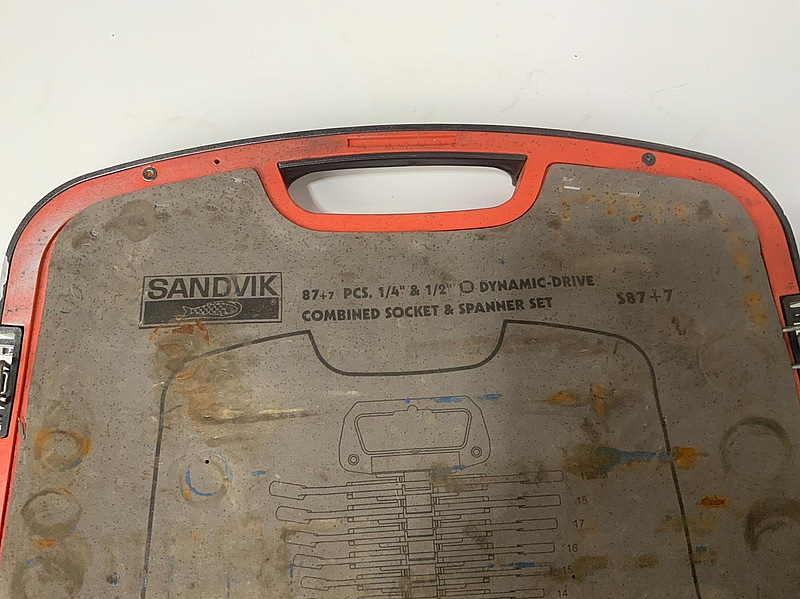 SANDVIK
87+7 PCS. 1/4" & 1/2" DYNAMIC-DRIVE
COMBINED SOCKET & SPANNER SET
S87+7
18
17
16
15
14